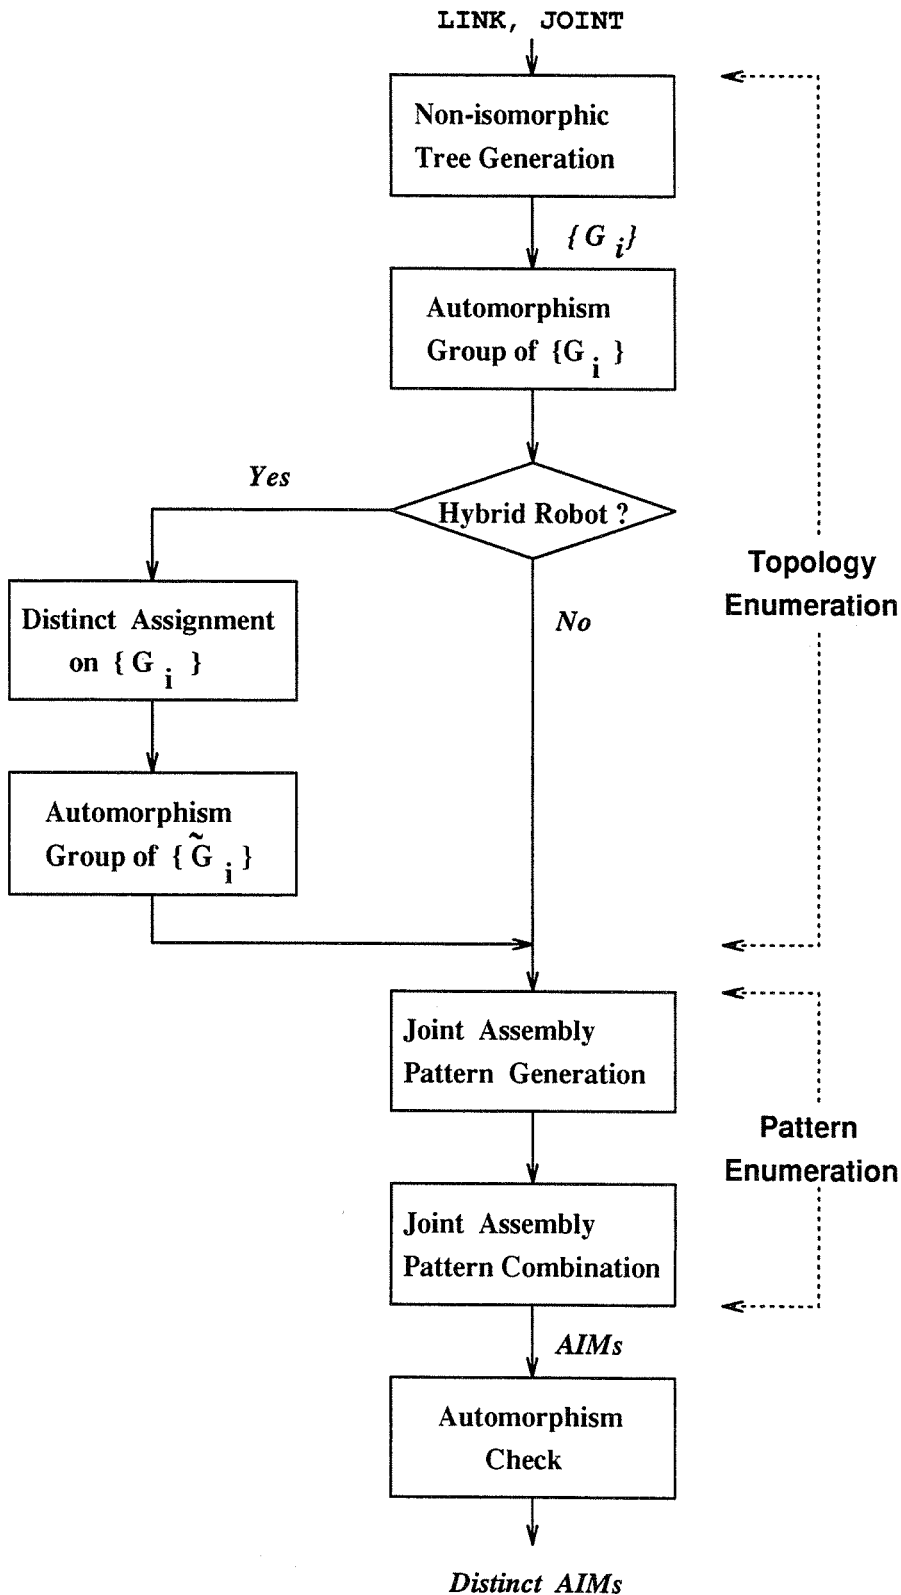 LINK, JOINT
Non-isomorphic
Tree Generation
{ G i }
Automorphism
Group of {G i }
Yes
Hybrid Robot ?
No
Topology
Enumeration
Distinct Assignment
on { G i }
Automorphism
Group of { G̃ i }
Joint Assembly
Pattern Generation
Pattern
Enumeration
Joint Assembly
Pattern Combination
AIMs
Automorphism
Check
Distinct AIMs